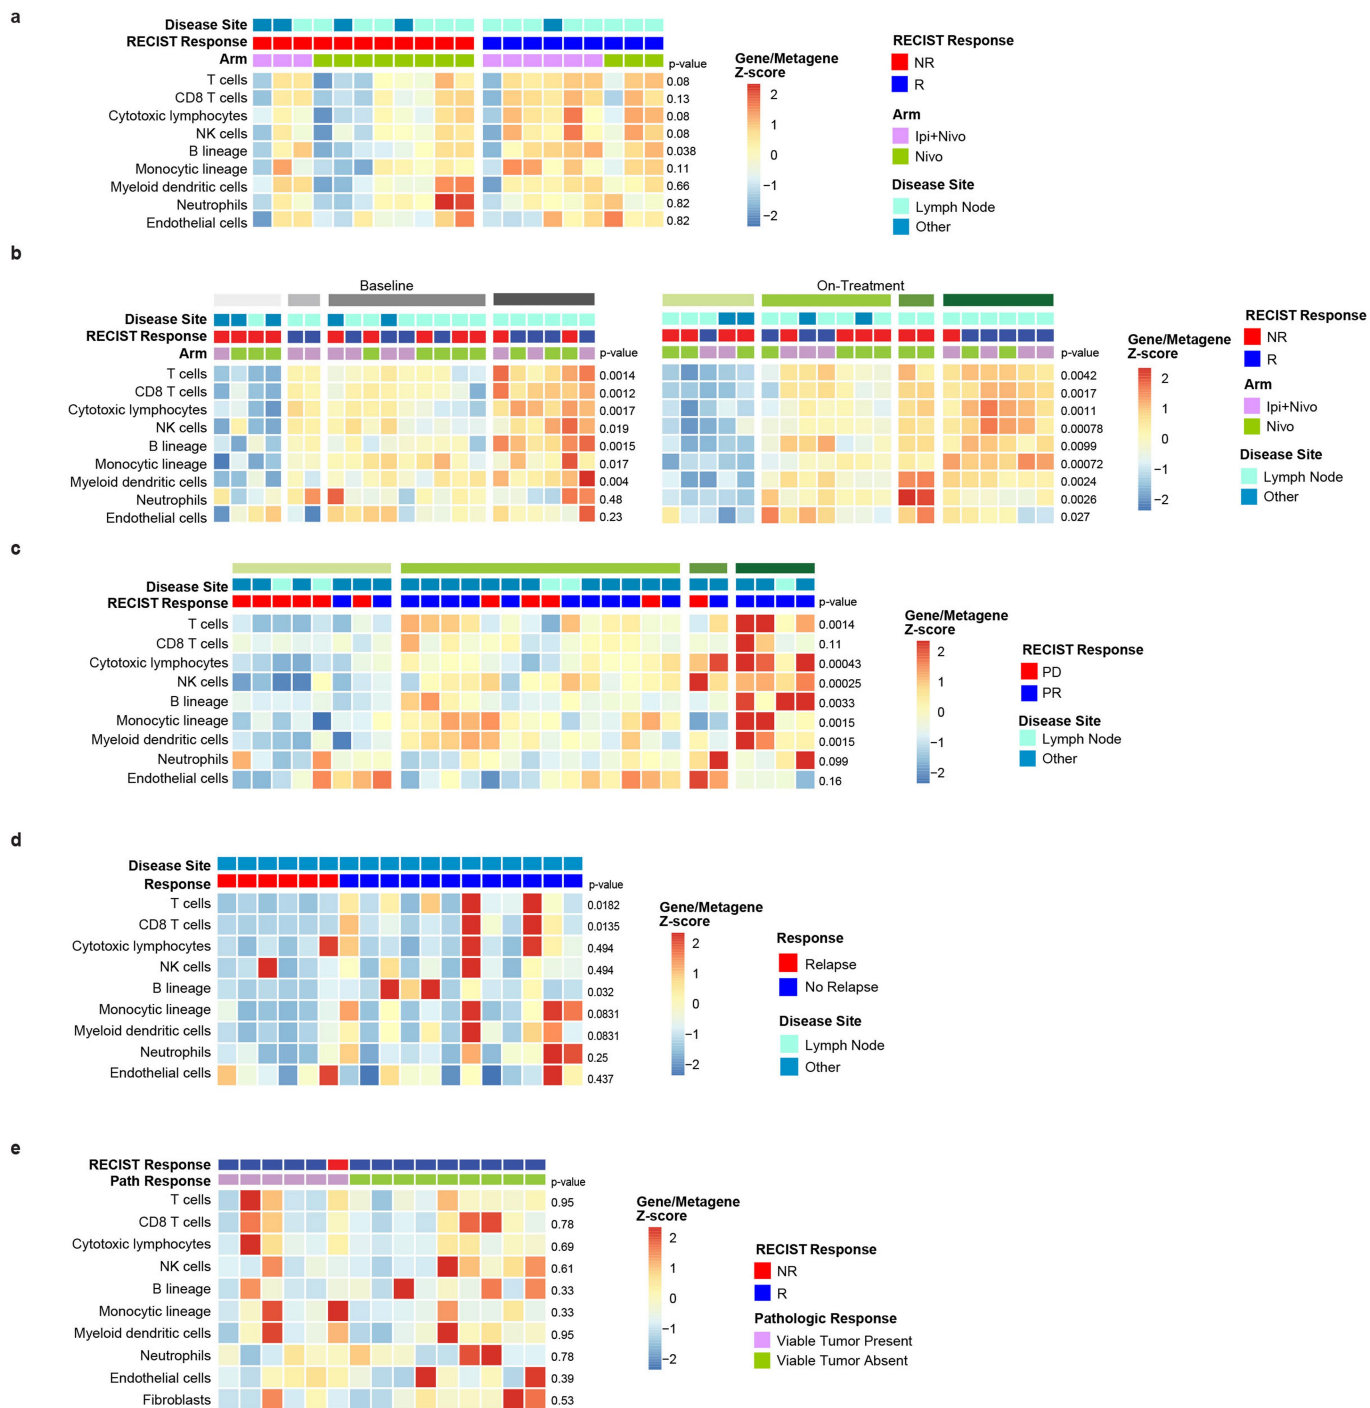 a
Disease Site
RECIST Response
Arm
p-value
T cells 0.08
CD8 T cells 0.13
Cytotoxic lymphocytes 0.08
NK cells 0.08
B lineage 0.038
Monocytic lineage 0.11
Myeloid dendritic cells 0.66
Neutrophils 0.82
Endothelial cells 0.82
Gene/Metagene
Z-score
2
1
0
−1
−2
RECIST Response
NR
R
Arm
Ipi+Nivo
Nivo
Disease Site
Lymph Node
Other
b
Baseline
On-Treatment
Disease Site
RECIST Response
Arm
p-value
p-value
T cells 0.0014 0.0042
CD8 T cells 0.0012 0.0017
Cytotoxic lymphocytes 0.0017 0.0011
NK cells 0.019 0.00078
B lineage 0.0015 0.0099
Monocytic lineage 0.017 0.00072
Myeloid dendritic cells 0.004 0.0024
Neutrophils 0.48 0.0026
Endothelial cells 0.23 0.027
Gene/Metagene
Z-score
2
1
0
−1
−2
RECIST Response
NR
R
Arm
Ipi+Nivo
Nivo
Disease Site
Lymph Node
Other
c
Disease Site
RECIST Response
p-value
T cells 0.0014
CD8 T cells 0.11
Cytotoxic lymphocytes 0.00043
NK cells 0.00025
B lineage 0.0033
Monocytic lineage 0.0015
Myeloid dendritic cells 0.0015
Neutrophils 0.099
Endothelial cells 0.16
Gene/Metagene
Z-score
2
1
0
−1
−2
RECIST Response
PD
PR
Disease Site
Lymph Node
Other
d
Disease Site
Response
p-value
T cells 0.0182
CD8 T cells 0.0135
Cytotoxic lymphocytes 0.494
NK cells 0.494
B lineage 0.032
Monocytic lineage 0.0831
Myeloid dendritic cells 0.0831
Neutrophils 0.25
Endothelial cells 0.437
Gene/Metagene
Z-score
2
1
0
−1
−2
Response
Relapse
No Relapse
Disease Site
Lymph Node
Other
e
RECIST Response
Path Response
p-value
T cells 0.95
CD8 T cells 0.78
Cytotoxic lymphocytes 0.69
NK cells 0.61
B lineage 0.33
Monocytic lineage 0.33
Myeloid dendritic cells 0.95
Neutrophils 0.78
Endothelial cells 0.39
Fibroblasts 0.53
Gene/Metagene
Z-score
2
1
0
−1
−2
RECIST Response
NR
R
Pathologic Response
Viable Tumor Present
Viable Tumor Absent